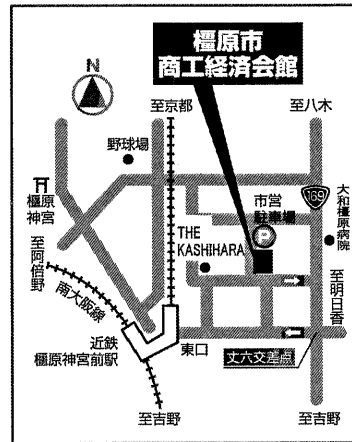 橿原市
商工経済会館
N
至京都
至八木
野球場
橿原
神宮
市営
駐車場
P
169
大和橿原病院
THE
KASHIHARA
至阿倍野
南大阪線
至明日香
近鉄
橿原神宮前駅
東口
丈六交差点
至吉野
至吉野